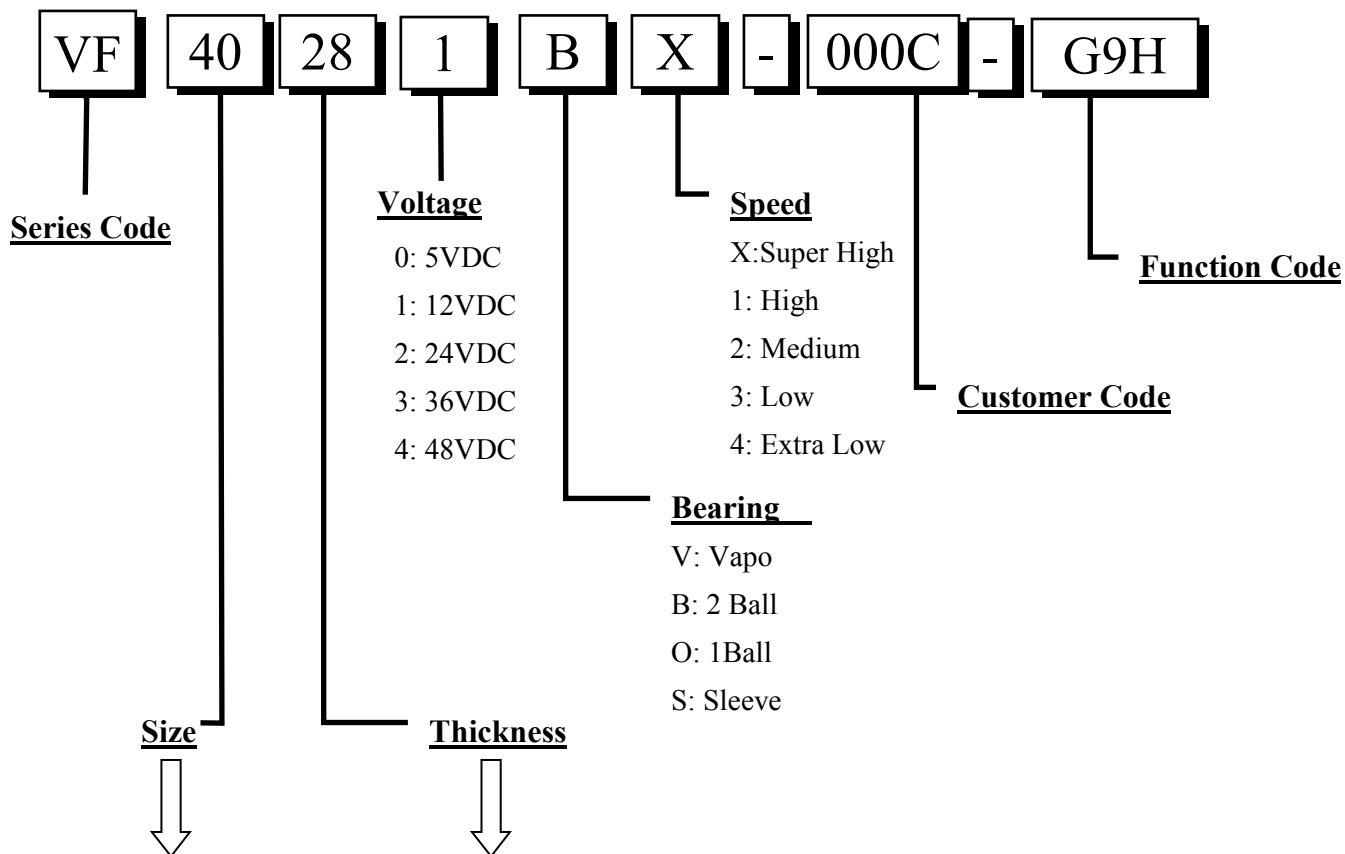 VF 40 28 1 B X - 000C - G9H
Series Code
Voltage
0: 5VDC
1: 12VDC
2: 24VDC
3: 36VDC
4: 48VDC
Speed
X:Super High
1: High
2: Medium
3: Low
4: Extra Low
Function Code
Customer Code
Bearing
V: Vapo
B: 2 Ball
O: 1Ball
S: Sleeve
Size
Thickness